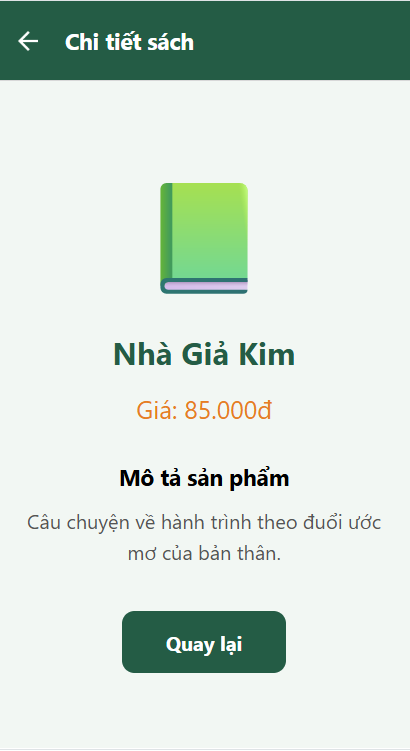 Chi tiết sách
Nhà Giả Kim
Giá: 85.000đ
Mô tả sản phẩm
Câu chuyện về hành trình theo đuổi ước
mơ của bản thân.
Quay lại